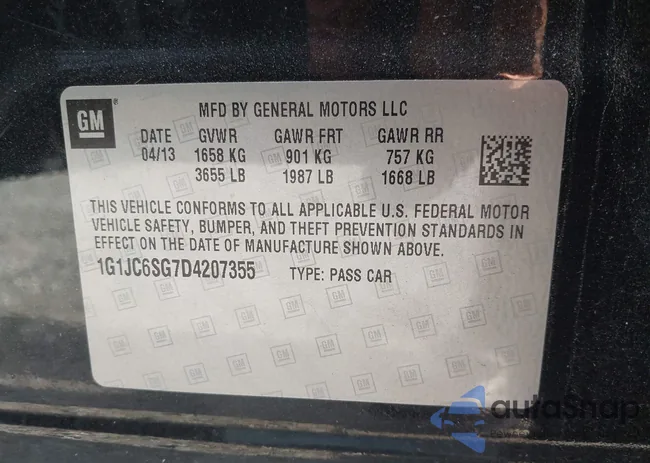 GM
MFD BY GENERAL MOTORS LLC
DATE GVWR GAWR FRT GAWR RR
04/13 1658 KG 901 KG 757 KG
3655 LB 1987 LB 1668 LB
THIS VEHICLE CONFORMS TO ALL APPLICABLE U.S. FEDERAL MOTOR
VEHICLE SAFETY, BUMPER, AND THEFT PREVENTION STANDARDS IN
EFFECT ON THE DATE OF MANUFACTURE SHOWN ABOVE.
1G1JC6SG7D4207355 TYPE: PASS CAR
autoSnap